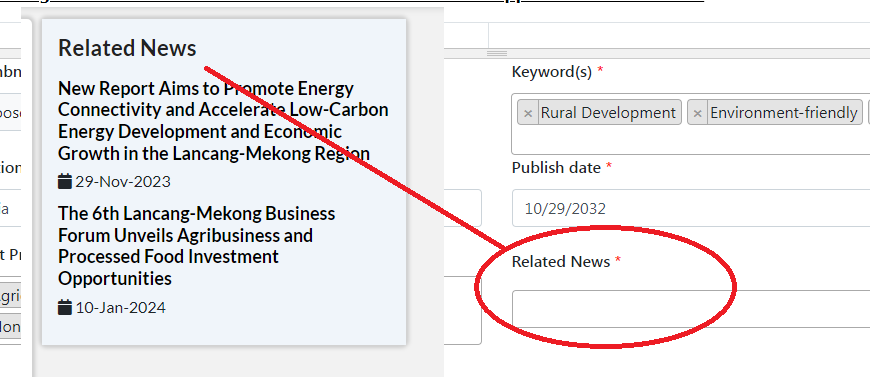 Related News
New Report Aims to Promote Energy
Connectivity and Accelerate Low-Carbon
Energy Development and Economic
Growth in the Lancang-Mekong Region
29-Nov-2023
The 6th Lancang-Mekong Business
Forum Unveils Agribusiness and
Processed Food Investment
Opportunities
10-Jan-2024
Keyword(s) *
× Rural Development × Environment-friendly
Publish date *
10/29/2032
Related News *